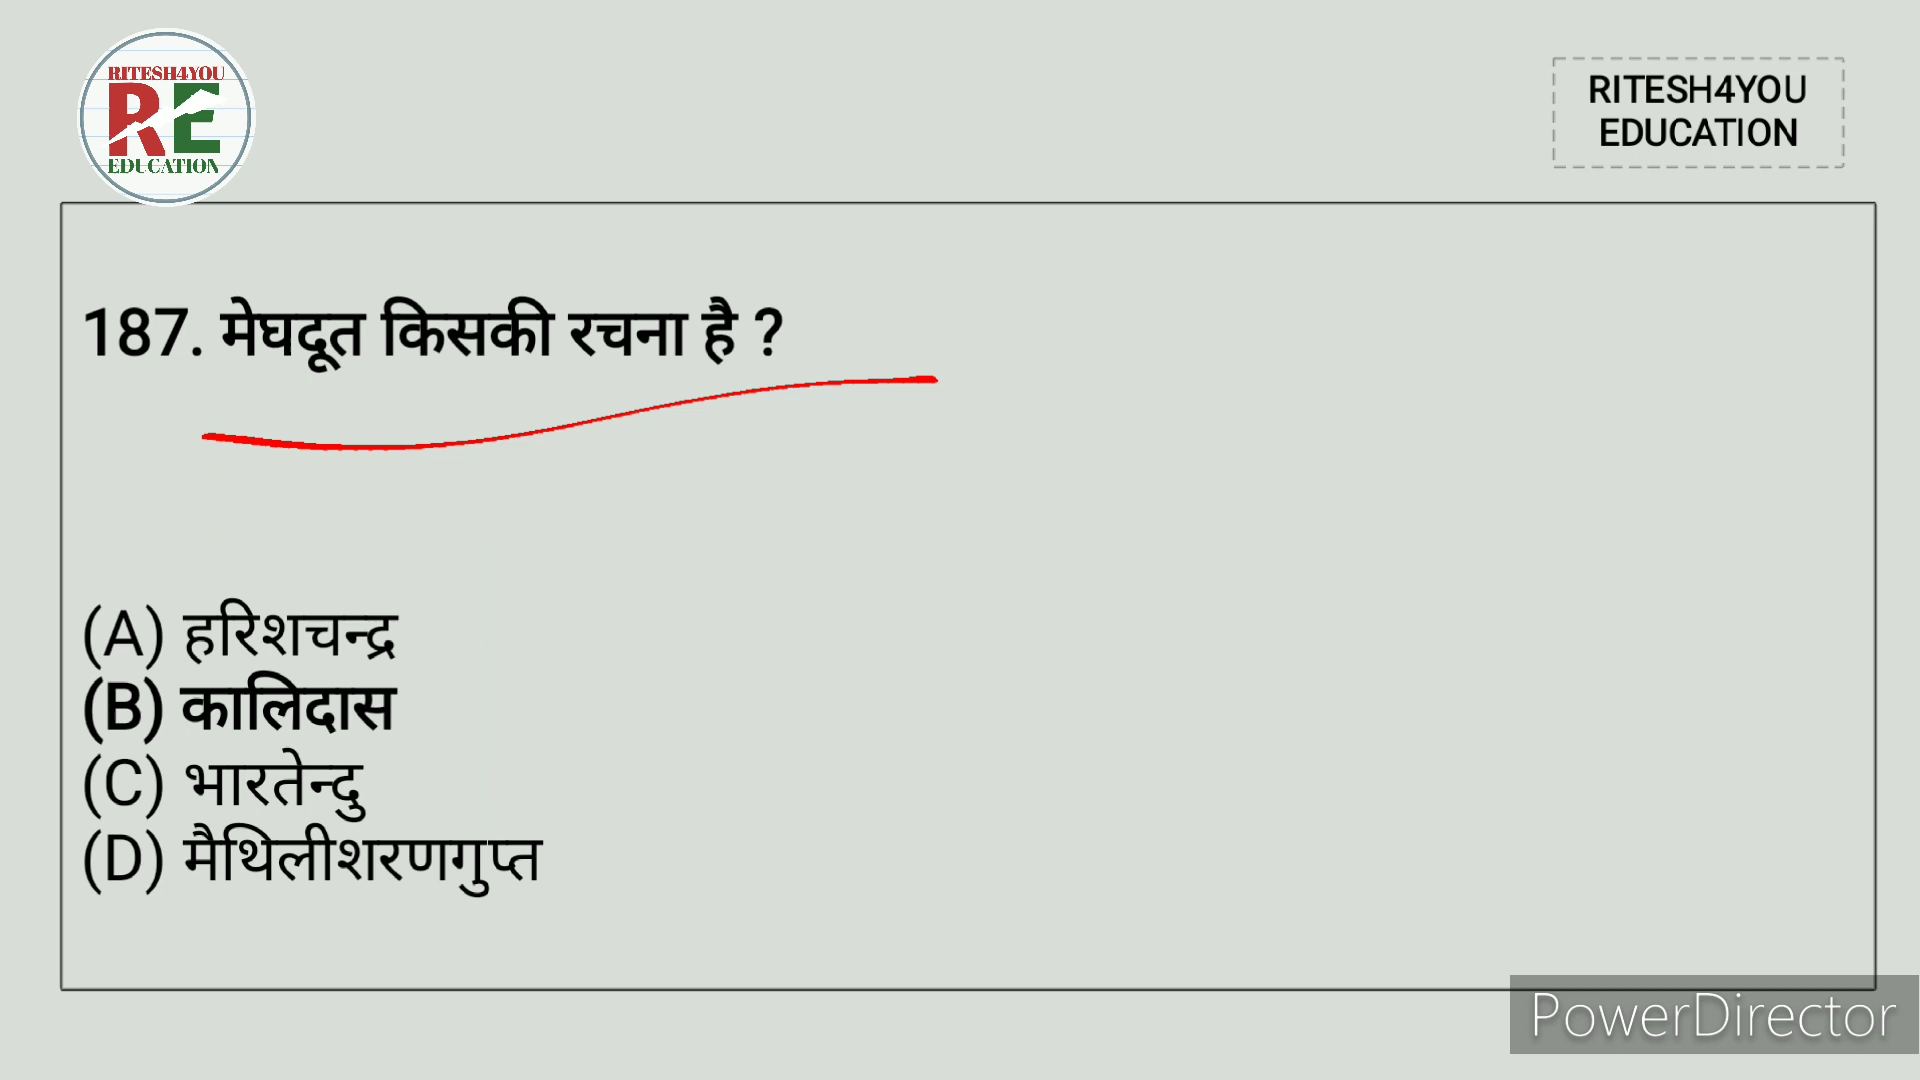 RITESH4YOU
RE
EDUCATION
RITESH4YOU
EDUCATION
187. मेघदूत किसकी रचना है ?
(A) हरिशचन्द्र
(B) कालिदास
(C) भारतेन्दु
(D) मैथिलीशरणगुप्त
PowerDirector